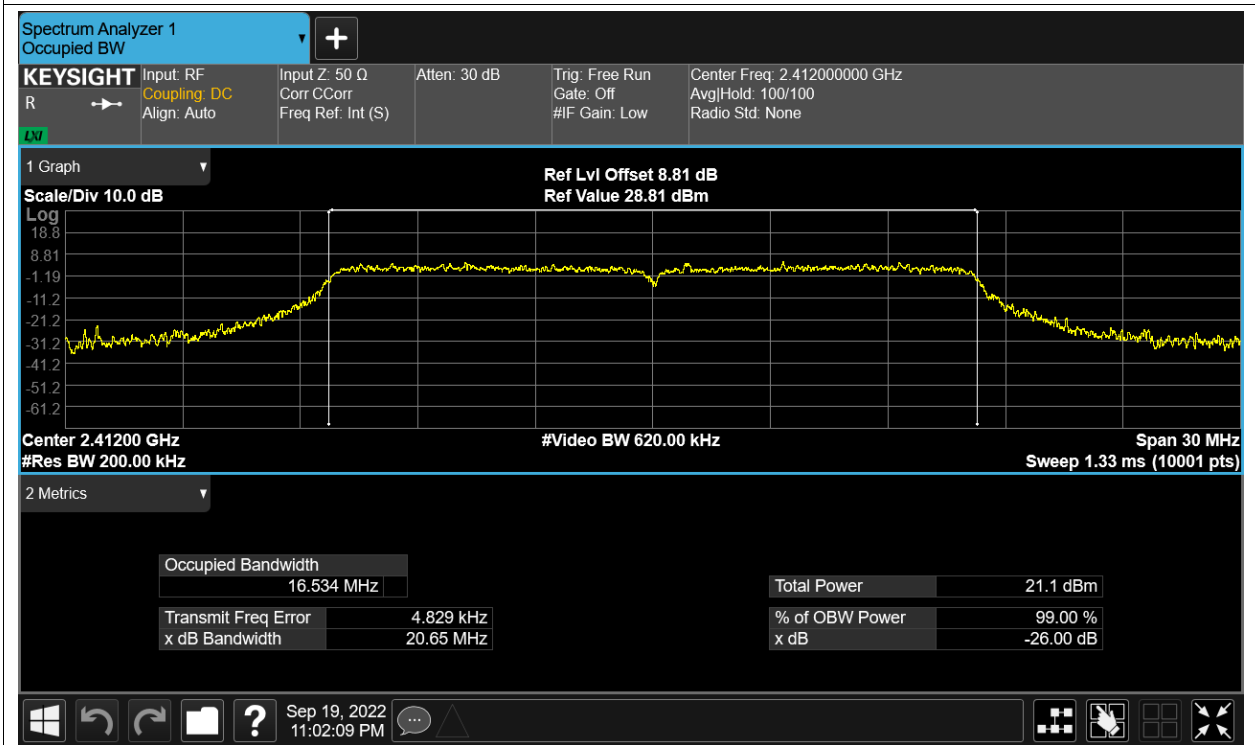 Spectrum Analyzer 1
Occupied BW
+
KEYSIGHT
R
LXI
Input: RF
Coupling: DC
Align: Auto
Input Z: 50 Ω
Corr CCorr
Freq Ref: Int (S)
Atten: 30 dB
Trig: Free Run
Gate: Off
#IF Gain: Low
Center Freq: 2.412000000 GHz
Avg|Hold: 100/100
Radio Std: None
1 Graph
Scale/Div 10.0 dB
Ref Lvl Offset 8.81 dB
Ref Value 28.81 dBm
Log
18.8
8.81
-1.19
-11.2
-21.2
-31.2
-41.2
-51.2
-61.2
Center 2.41200 GHz
#Res BW 200.00 kHz
#Video BW 620.00 kHz
Span 30 MHz
Sweep 1.33 ms (10001 pts)
2 Metrics
Occupied Bandwidth
16.534 MHz
Transmit Freq Error 4.829 kHz
x dB Bandwidth 20.65 MHz
Total Power 21.1 dBm
% of OBW Power 99.00 %
x dB -26.00 dB
?
Sep 19, 2022
11:02:09 PM